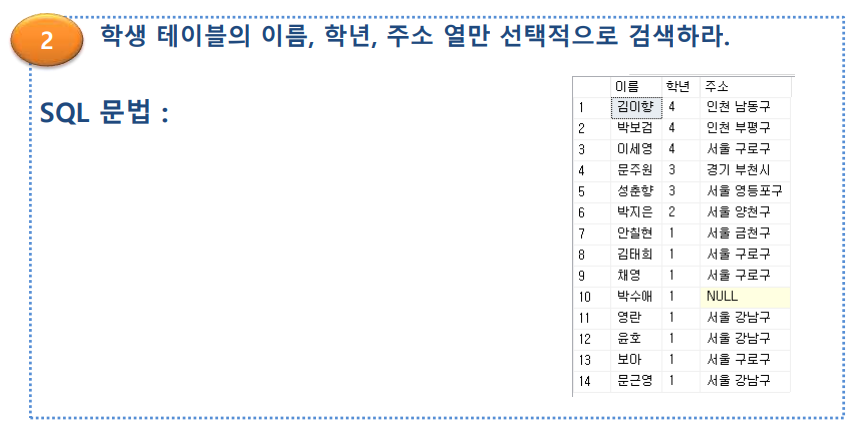 2
학생 테이블의 이름, 학년, 주소 열만 선택적으로 검색하라.
SQL 문법 :
이름 학년 주소
1 김미향 4 인천 남동구
2 박보검 4 인천 부평구
3 이세영 4 서울 구로구
4 문주원 3 경기 부천시
5 성춘향 3 서울 영등포구
6 박지은 2 서울 양천구
7 안칠현 1 서울 금천구
8 김태희 1 서울 구로구
9 채영 1 서울 구로구
10 박수애 1 NULL
11 영란 1 서울 강남구
12 윤호 1 서울 강남구
13 보아 1 서울 구로구
14 문근영 1 서울 강남구